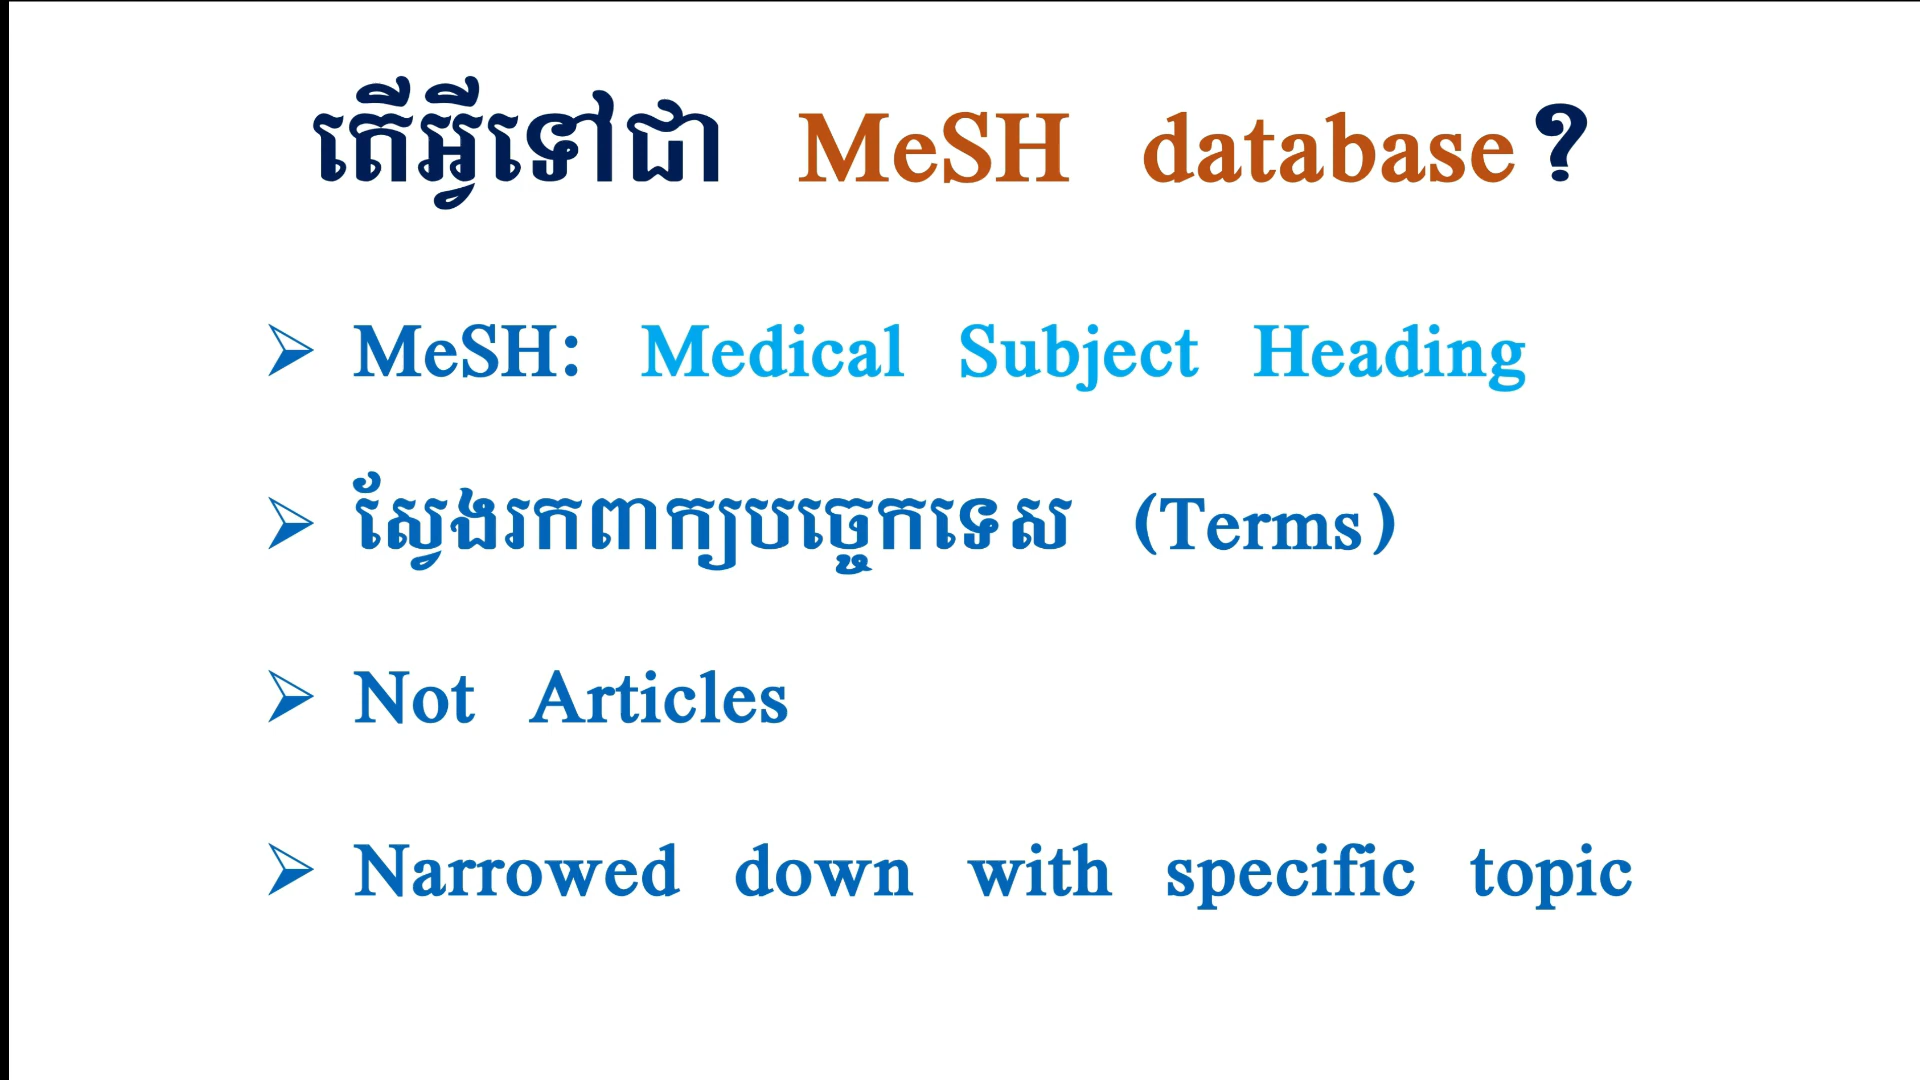 តើអ្វីទៅជា MeSH database?
MeSH: Medical Subject Heading
ស្វែងរកពាក្យបច្ចេកទេស (Terms)
Not Articles
Narrowed down with specific topic